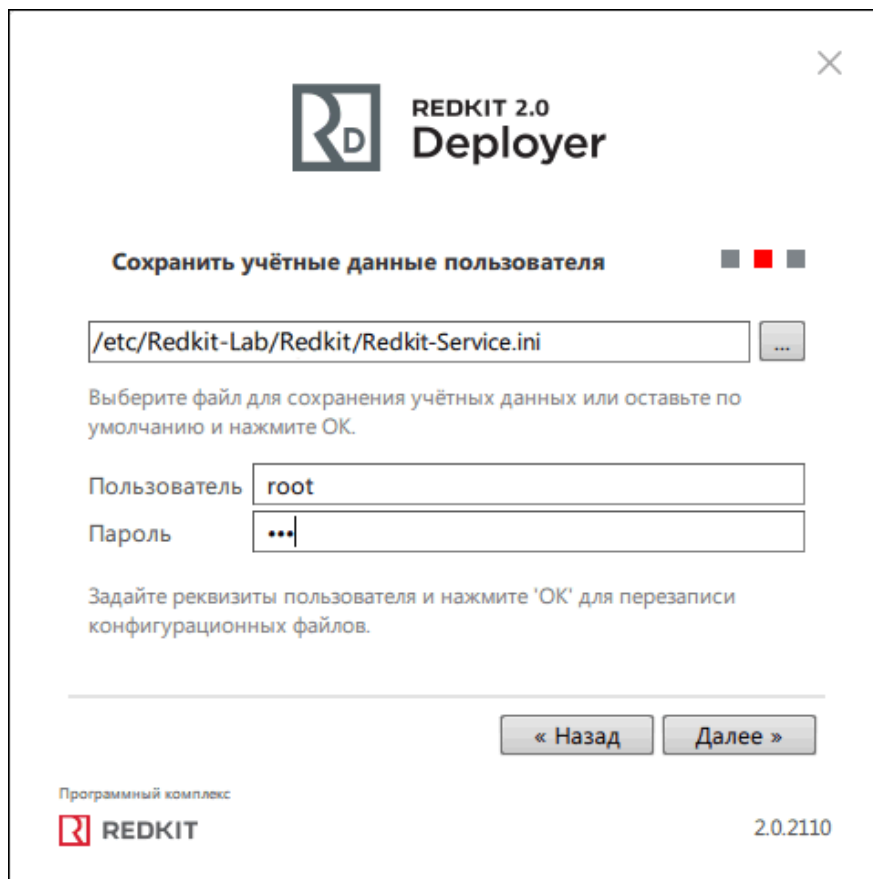 REDKIT 2.0
RD Deployer
Сохранить учётные данные пользователя
/etc/Redkit-Lab/Redkit/Redkit-Service.ini
...
Выберите файл для сохранения учётных данных или оставьте по
умолчанию и нажмите ОК.
Пользователь root
Пароль •••
Задайте реквизиты пользователя и нажмите 'ОК' для перезаписи
конфигурационных файлов.
« Назад
Далее »
Программный комплекс
REDKIT
2.0.2110